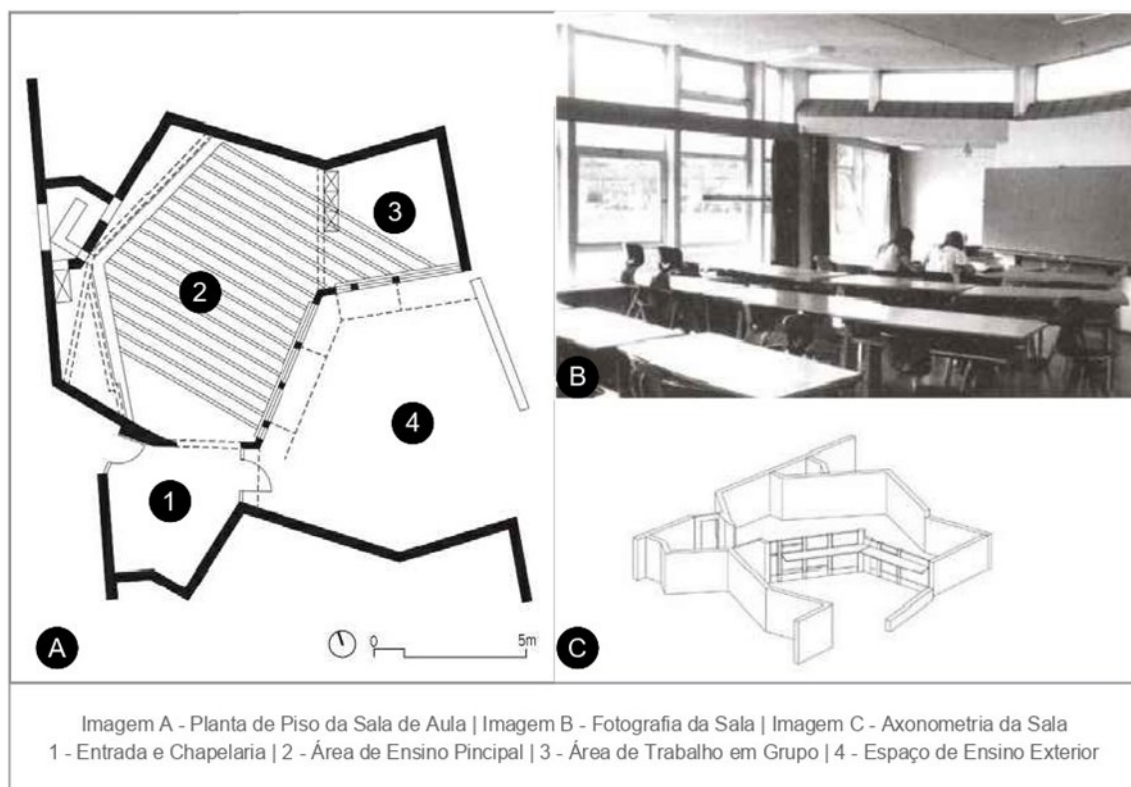 3
2
4
1
A
0
5m
B
C
Imagem A - Planta de Piso da Sala de Aula | Imagem B - Fotografia da Sala | Imagem C - Axonometria da Sala
1 - Entrada e Chapelaria | 2 - Área de Ensino Pincipal | 3 - Área de Trabalho em Grupo | 4 - Espaço de Ensino Exterior